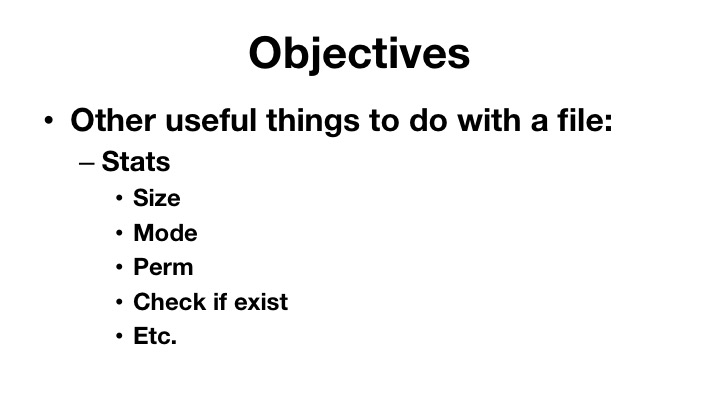 Objectives
• Other useful things to do with a file:
– Stats
• Size
• Mode
• Perm
• Check if exist
• Etc.